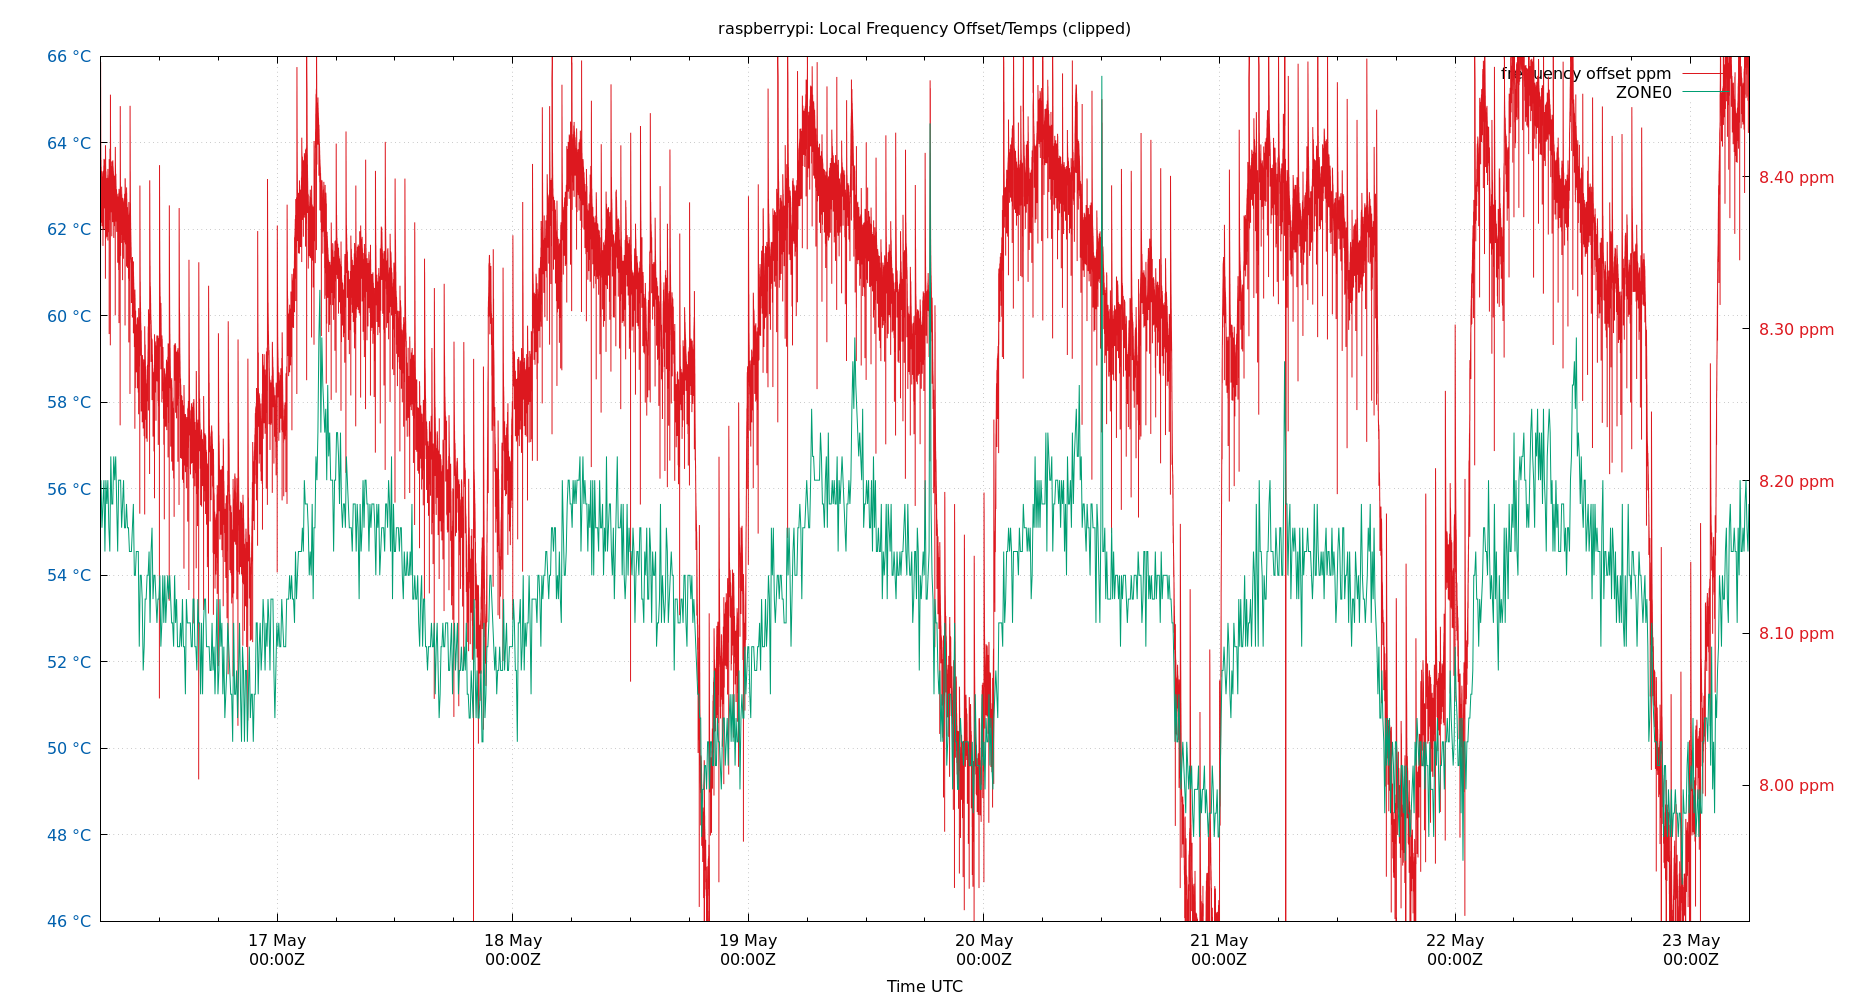 raspberrypi: Local Frequency Offset/Temps (clipped)
66 °C
64 °C
62 °C
60 °C
58 °C
56 °C
54 °C
52 °C
50 °C
48 °C
46 °C
frequency offset ppm
ZONE0
8.40 ppm
8.30 ppm
8.20 ppm
8.10 ppm
8.00 ppm
17 May
00:00Z
18 May
00:00Z
19 May
00:00Z
20 May
00:00Z
21 May
00:00Z
22 May
00:00Z
23 May
00:00Z
Time UTC